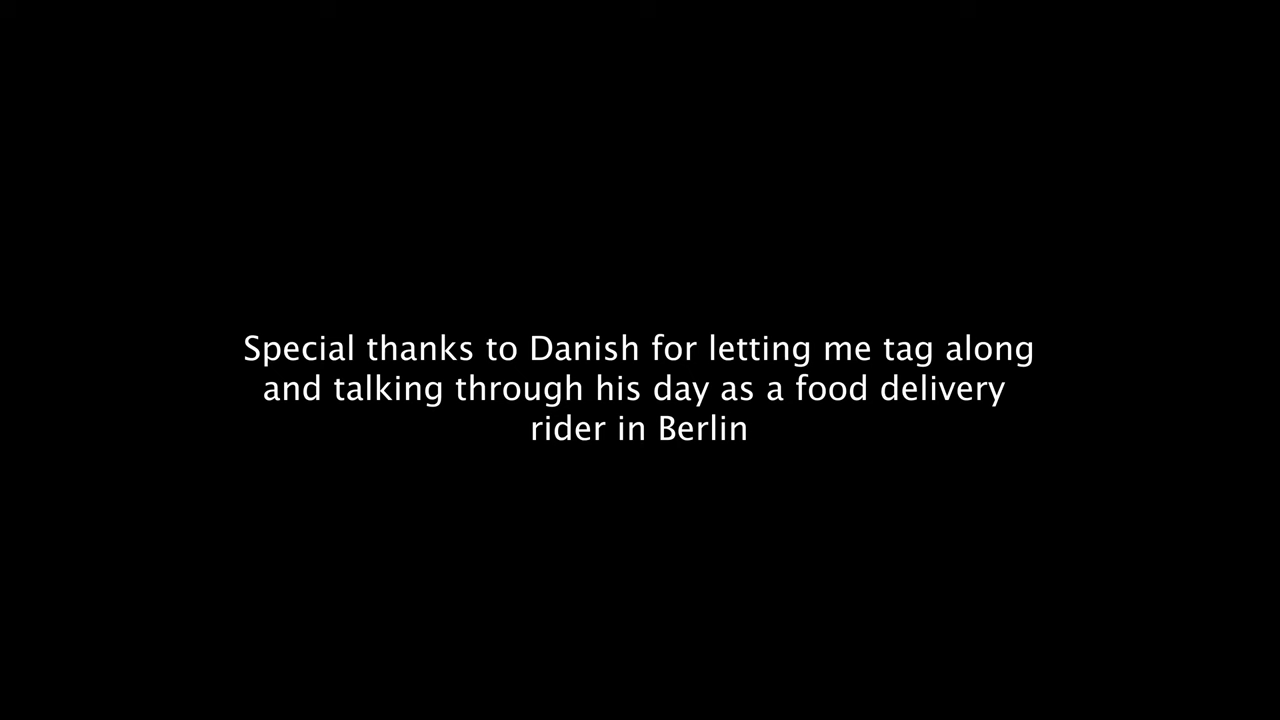 Special thanks to Danish for letting me tag along
and talking through his day as a food delivery
rider in Berlin